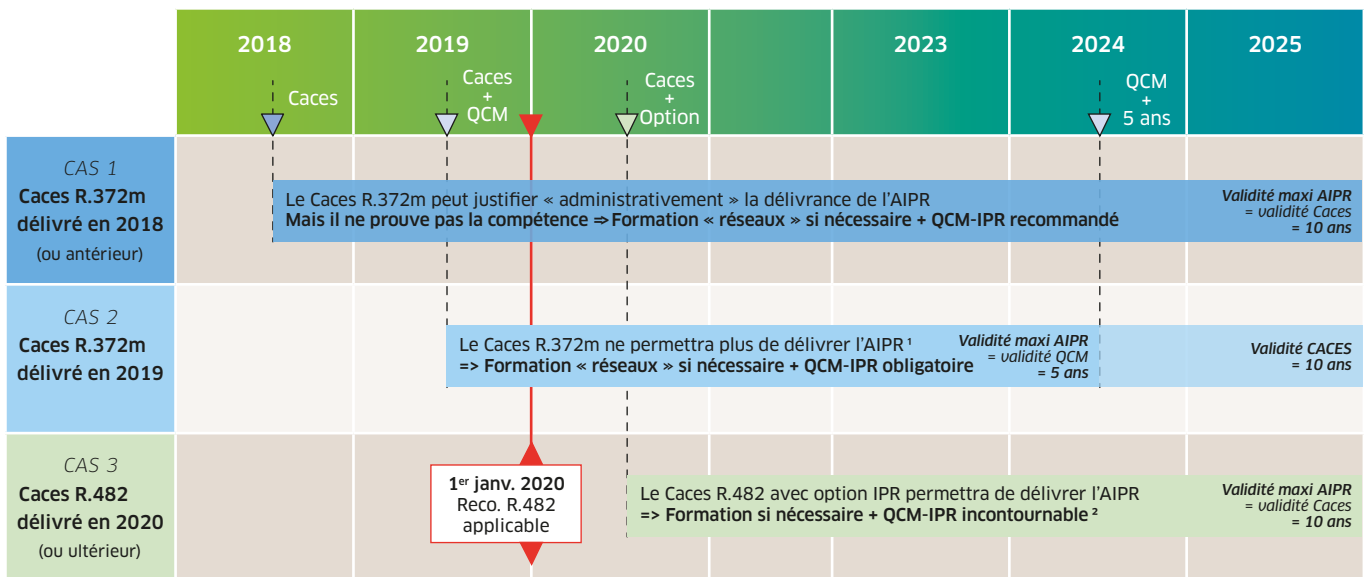 2018
2019
2020
2023
2024
2025
Caces
Caces
+
QCM
Caces
+
Option
QCM
+
5 ans
CAS 1
Caces R.372m
délivré en 2018
(ou antérieur)
Le Caces R.372m peut justifier « administrativement » la délivrance de l'AIPR
Mais il ne prouve pas la compétence ⇒ Formation « réseaux » si nécessaire + QCM-IPR recommandé
Validité maxi AIPR
= validité Caces
= 10 ans
CAS 2
Caces R.372m
délivré en 2019
Le Caces R.372m ne permettra plus de délivrer l'AIPR ¹
=> Formation « réseaux » si nécessaire + QCM-IPR obligatoire
Validité maxi AIPR
= validité QCM
= 5 ans
Validité CACES
= 10 ans
CAS 3
Caces R.482
délivré en 2020
(ou ultérieur)
1er janv. 2020
Reco. R.482
applicable
Le Caces R.482 avec option IPR permettra de délivrer l'AIPR
=> Formation si nécessaire + QCM-IPR incontournable ²
Validité maxi AIPR
= validité Caces
= 10 ans